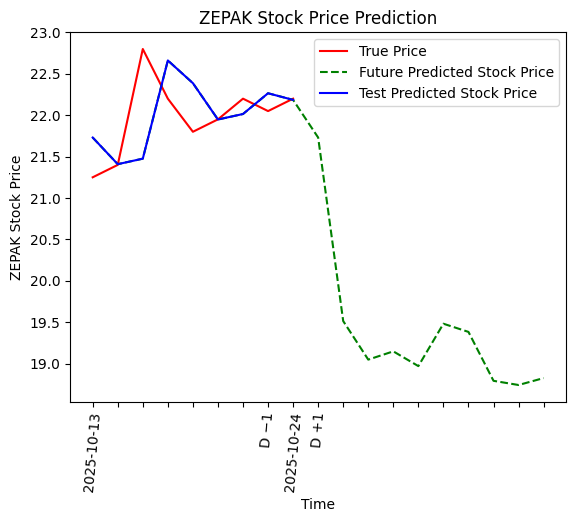 ZEPAK Stock Price Prediction
True Price
Future Predicted Stock Price
Test Predicted Stock Price
ZEPAK Stock Price
23.0
22.5
22.0
21.5
21.0
20.5
20.0
19.5
19.0
2025-10-13
D −1
2025-10-24
D +1
Time